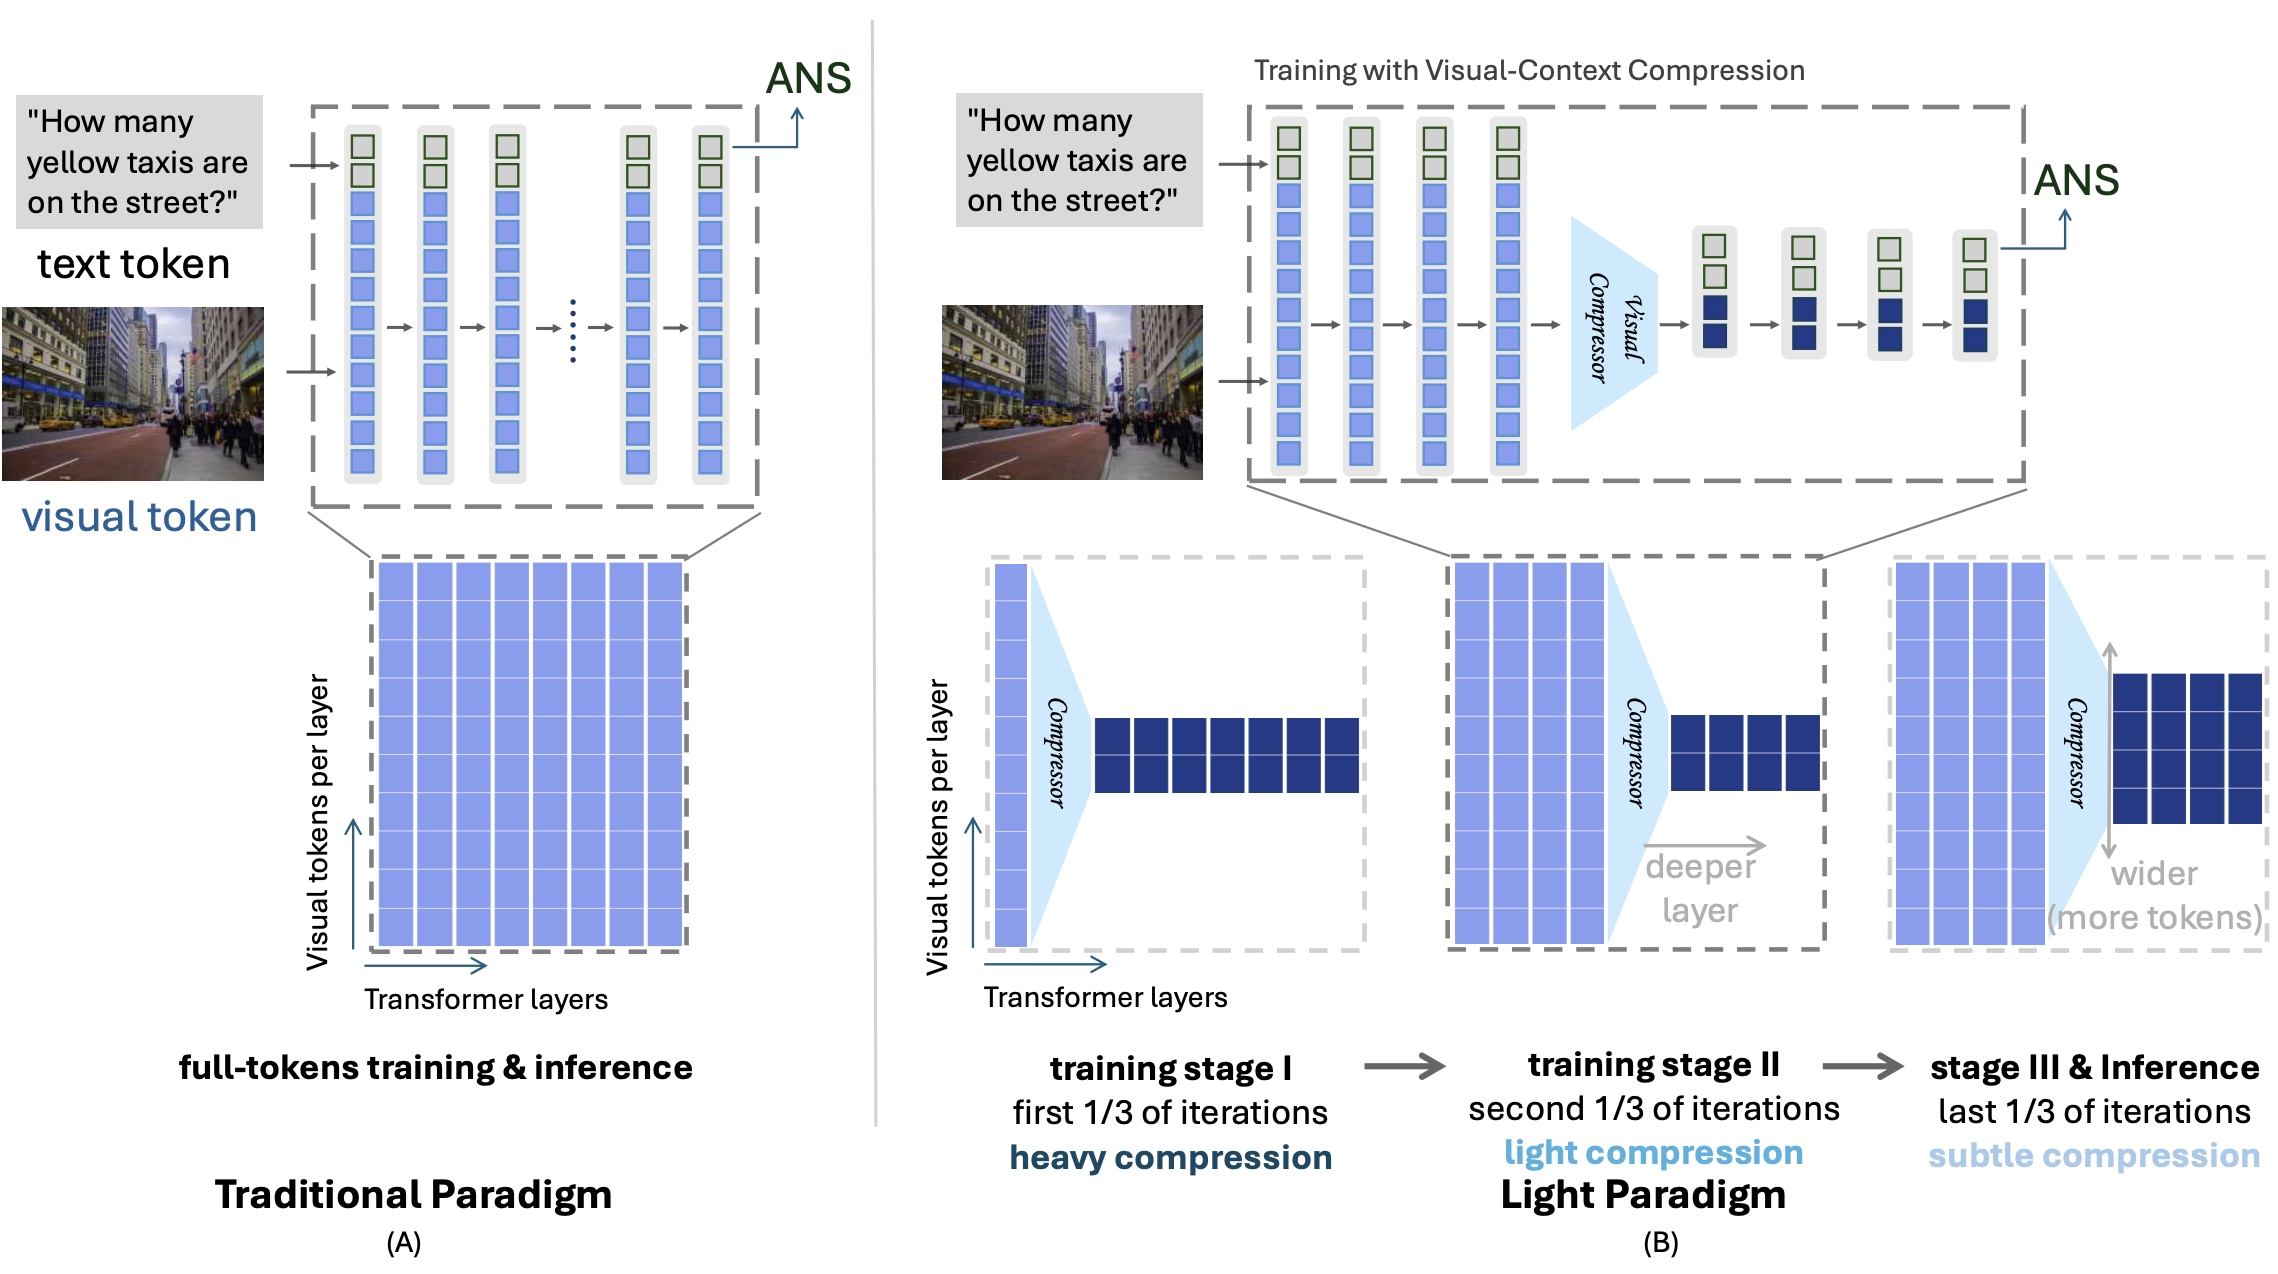 "How many
yellow taxis are
on the street?"
text token
visual token
ANS
Visual tokens per layer
Transformer layers
full-tokens training & inference
Traditional Paradigm
(A)
Training with Visual-Context Compression
"How many
yellow taxis are
on the street?"
Visual
Compressor
ANS
Visual tokens per layer
Transformer layers
Compressor
Compressor
deeper
layer
Compressor
wider
(more tokens)
training stage I
first 1/3 of iterations
heavy compression
training stage II
second 1/3 of iterations
light compression
stage III & Inference
last 1/3 of iterations
subtle compression
Light Paradigm
(B)